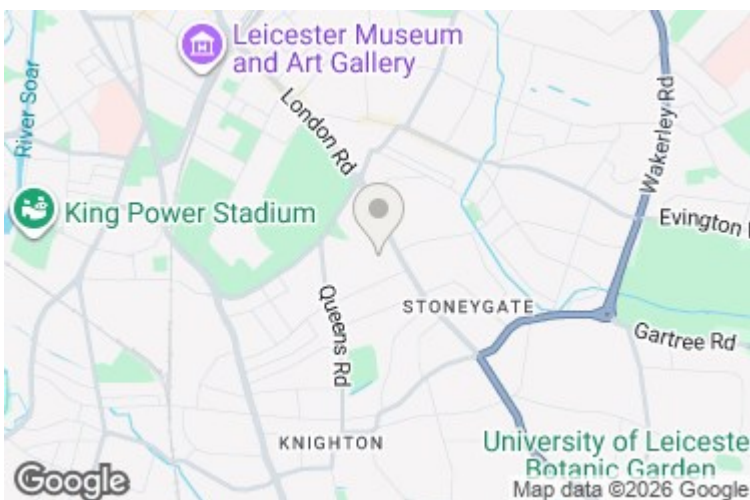 Leicester Museum
and Art Gallery
River Soar
London Rd
Wakerley Rd
King Power Stadium
Evington
Queens Rd
STONEYGATE
Gartree Rd
KNIGHTON
University of Leiceste
Botanic Garden
Google
Map data ©2026 Google